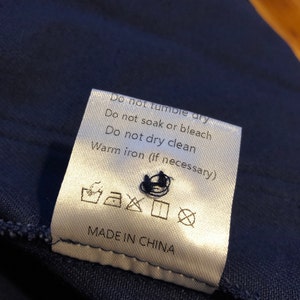 Do not tumble dry
Do not soak or bleach
Do not dry clean
Warm iron (If necessary)
MADE IN CHINA